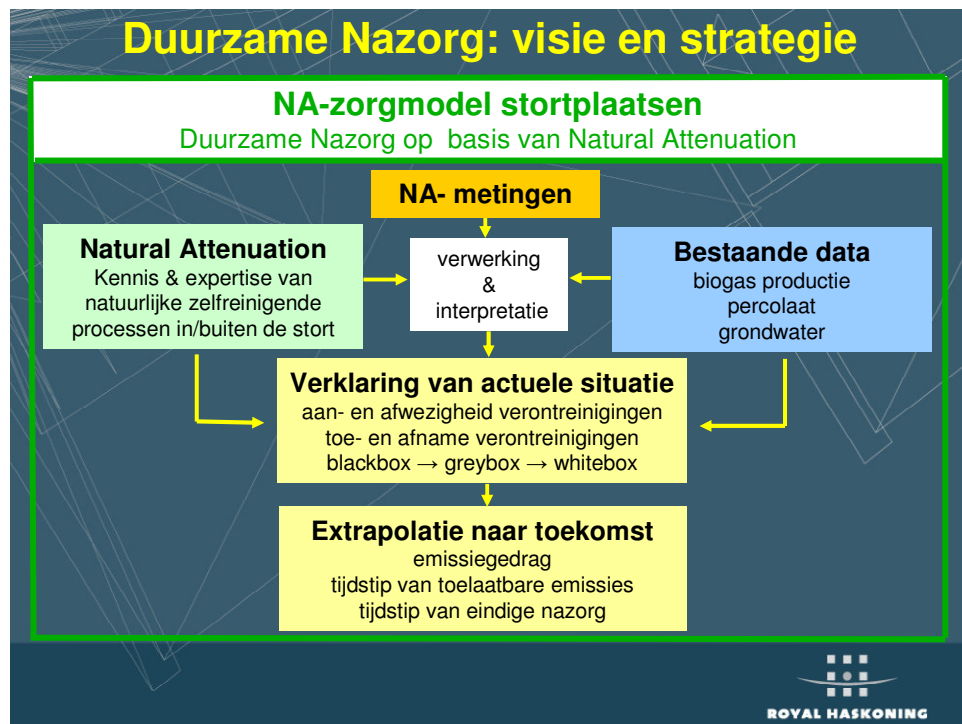 Duurzame Nazorg: visie en strategie
NA-zorgmodel stortplaatsen
Duurzame Nazorg op basis van Natural Attenuation
NA- metingen
Natural Attenuation
Kennis & expertise van
natuurlijke zelfreinigende
processen in/buiten de stort
verwerking
&
interpretatie
Bestaande data
biogas productie
percolaat
grondwater
Verklaring van actuele situatie
aan- en afwezigheid verontreinigingen
toe- en afname verontreinigingen
blackbox → greybox → whitebox
Extrapolatie naar toekomst
emissiegedrag
tijdstip van toelaatbare emissies
tijdstip van eindige nazorg
ROYAL HASKONING